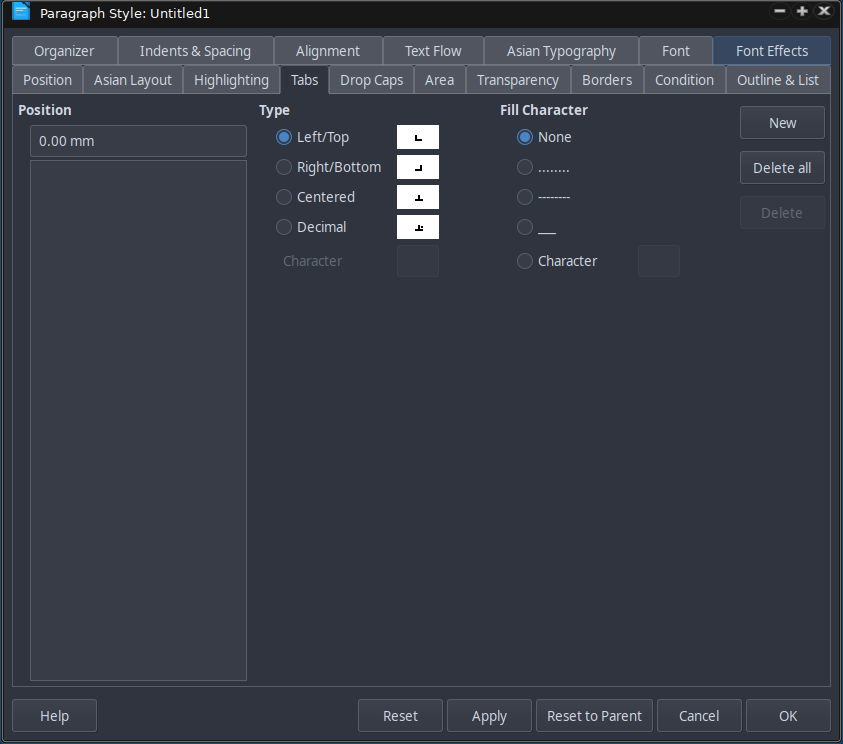 Paragraph Style: Untitled1
Organizer Indents & Spacing Alignment Text Flow Asian Typography Font Font Effects
Position Asian Layout Highlighting Tabs Drop Caps Area Transparency Borders Condition Outline & List
Position Type Fill Character
0.00 mm Left/Top None New
Right/Bottom ........ Delete all
Centered --------
Decimal ___ Delete
Character Character
Help Reset Apply Reset to Parent Cancel OK